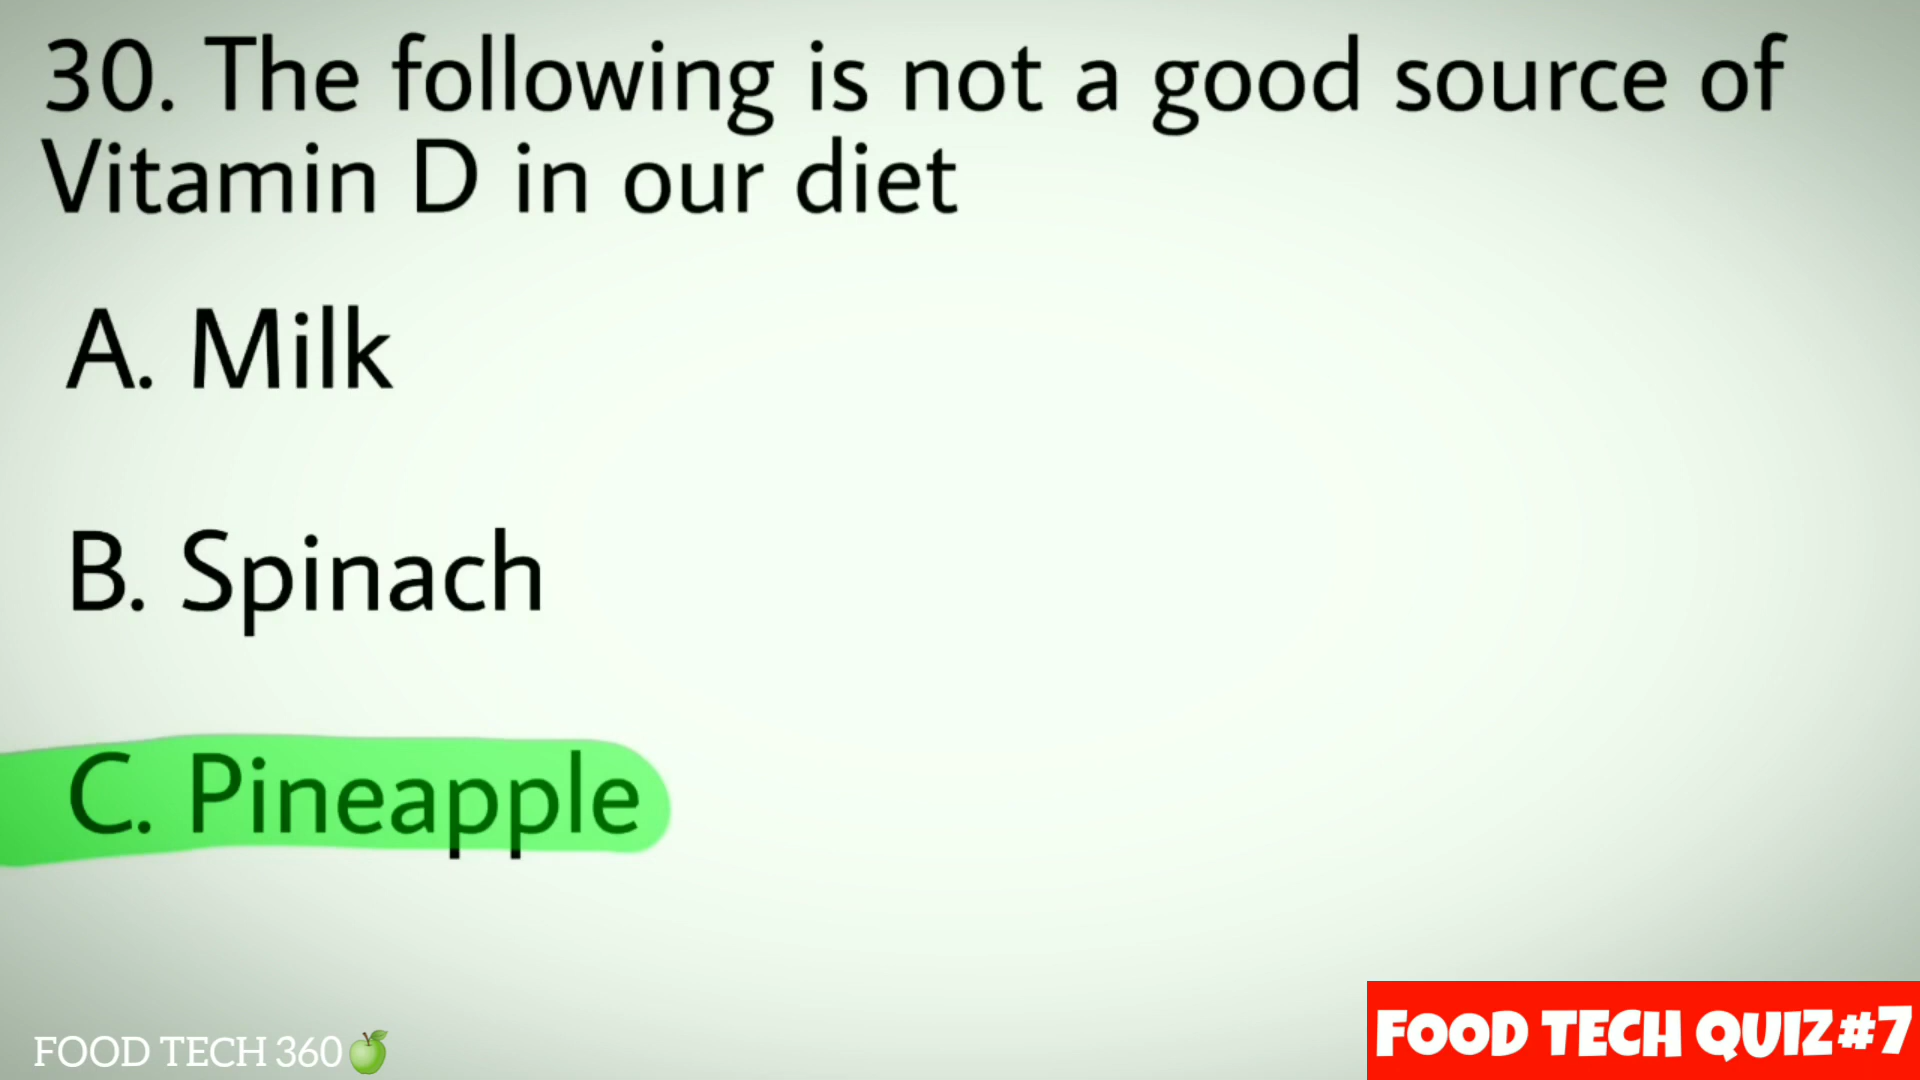 30. The following is not a good source of
Vitamin D in our diet
A. Milk
B. Spinach
C. Pineapple
FOOD TECH 360
FOOD TECH QUIZ#7